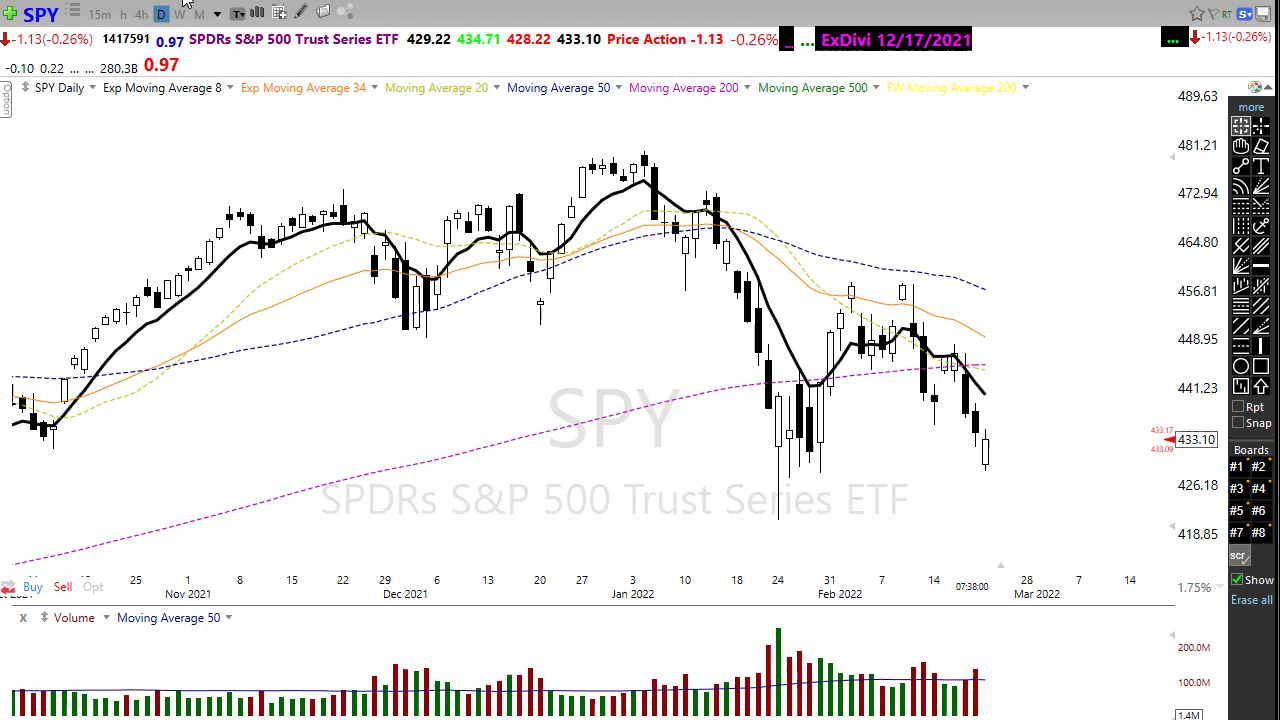 SPY 15m h 4h D W M T RT S
-1.13(-0.26%) 1417591 0.97 SPDRs S&P 500 Trust Series ETF 429.22 434.71 428.22 433.10 Price Action -1.13 -0.26% ... ... ExDivi 12/17/2021 ... -1.13(-0.26%)
-0.10 0.22 ... ... 280.3B 0.97
Option
SPY Daily Exp Moving Average 8 Exp Moving Average 34 Moving Average 20 Moving Average 50 Moving Average 200 Moving Average 500 FW Moving Average 200
489.63
481.21
472.94
464.80
456.81
448.95
441.23
433.17
433.10
433.09
426.18
418.85
SPY
SPDRs S&P 500 Trust Series ETF
25 1 8 15 22 29 6 13 20 27 3 10 18 24 31 7 14 07:38:00 28 7 14
Nov 2021 Dec 2021 Jan 2022 Feb 2022 Mar 2022
Buy Sell Opt
1.75%
X Volume Moving Average 50
200.0M
100.0M
1.4M
more
T
Rpt
Snap
Boards
#1 #2
#3 #4
#5 #6
#7 #8
scr
Show
Erase all